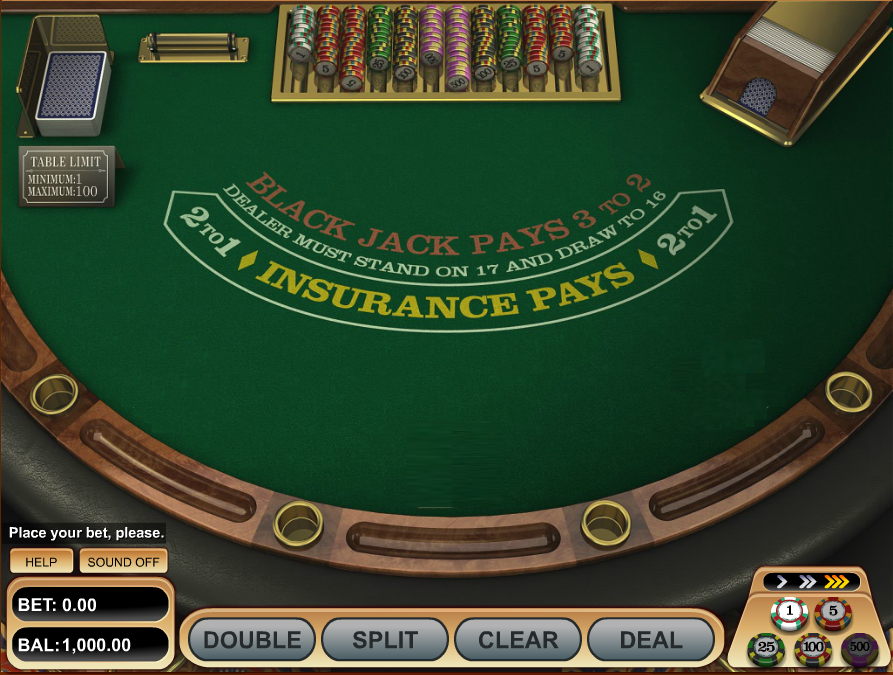 TABLE LIMIT
MINIMUM:1
MAXIMUM:100
BLACK JACK PAYS 3 TO 2
DEALER MUST STAND ON 17 AND DRAW TO 16
2 TO 1 INSURANCE PAYS 2 TO 1
Place your bet, please.
HELP SOUND OFF
BET: 0.00
BAL:1,000.00
DOUBLE SPLIT CLEAR DEAL
1 5
25 100 500